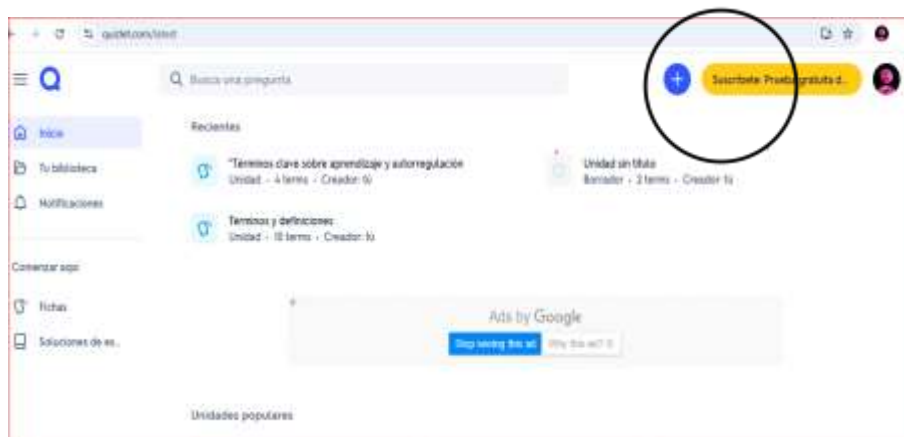 quizlet.com/latest
Q
Busca una pregunta
+
Suscríbete: Prueba gratuita d...
Inicio
Tu biblioteca
Notificaciones
Comenzar aquí
Fichas
Soluciones de es...
Recientes
"Términos clave sobre aprendizaje y autorregulación
Unidad · 4 terms · Creador: tú
Unidad sin título
Borrador · 2 terms · Creador: tú
Terminos y definiciones
Unidad · 10 terms · Creador: tú
Ads by Google
Stop seeing this ad
Why this ad?
Unidades populares